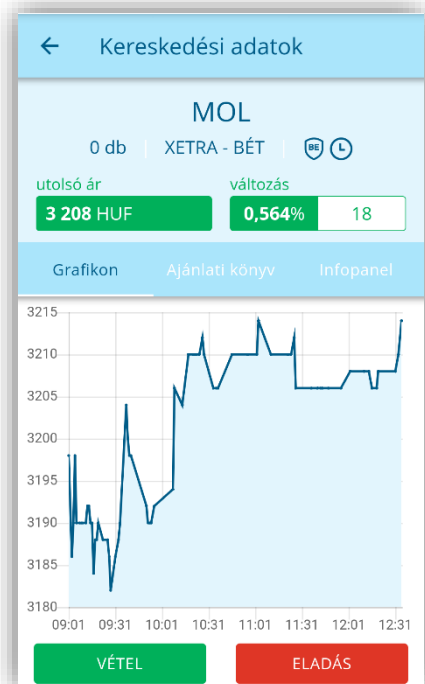 Kereskedési adatok
MOL
0 db XETRA - BÉT BE
utolsó ár változás
3 208 HUF 0,564% 18
Grafikon Ajánlati könyv Infopanel
3215
3210
3205
3200
3195
3190
3185
3180
09:01 09:31 10:01 10:31 11:01 11:31 12:01 12:31
VÉTEL ELADÁS